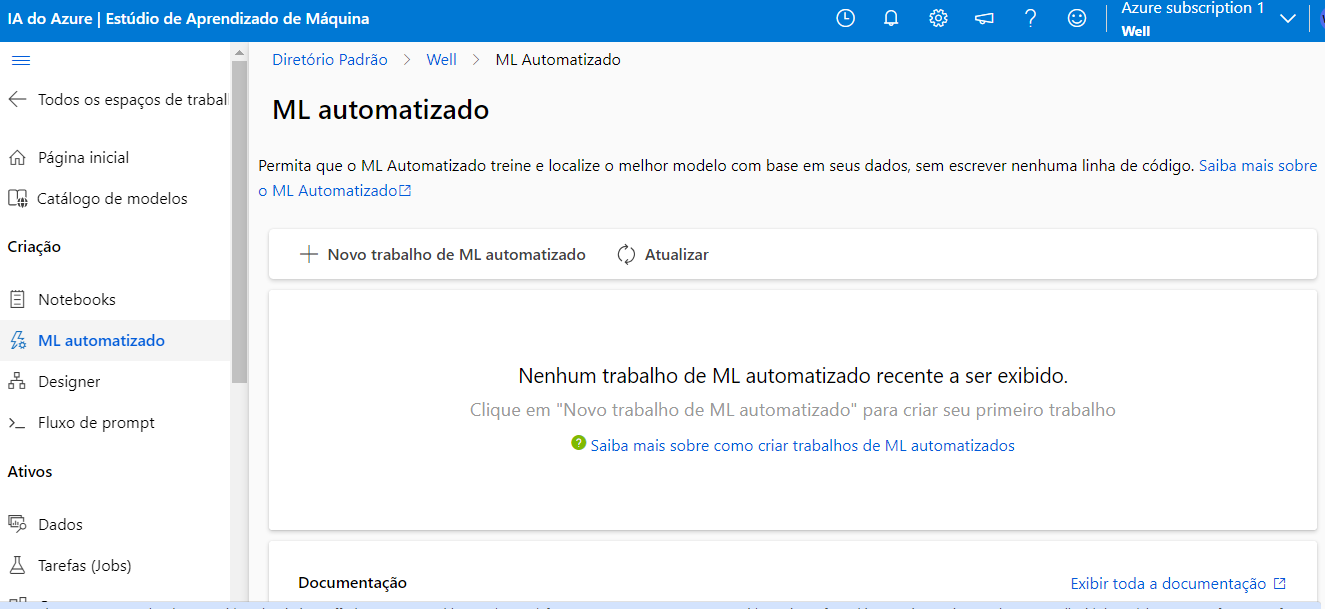 IA do Azure | Estúdio de Aprendizado de Máquina
Azure subscription 1
Well
Todos os espaços de trabal
Página inicial
Catálogo de modelos
Criação
Notebooks
ML automatizado
Designer
Fluxo de prompt
Ativos
Dados
Tarefas (Jobs)
Diretório Padrão > Well > ML Automatizado
ML automatizado
Permita que o ML Automatizado treine e localize o melhor modelo com base em seus dados, sem escrever nenhuma linha de código. Saiba mais sobre
o ML Automatizado
Novo trabalho de ML automatizado Atualizar
Nenhum trabalho de ML automatizado recente a ser exibido.
Clique em "Novo trabalho de ML automatizado" para criar seu primeiro trabalho
Saiba mais sobre como criar trabalhos de ML automatizados
Documentação Exibir toda a documentação